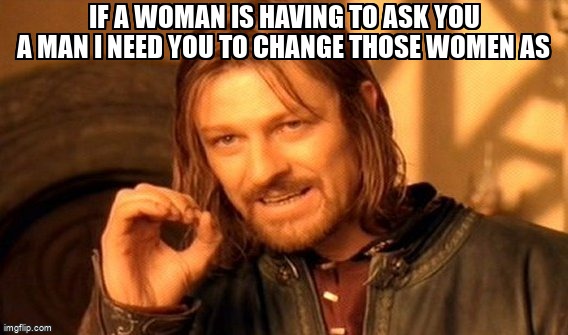 IF A WOMAN IS HAVING TO ASK YOU
A MAN I NEED YOU TO CHANGE THOSE WOMEN AS
imgflip.com